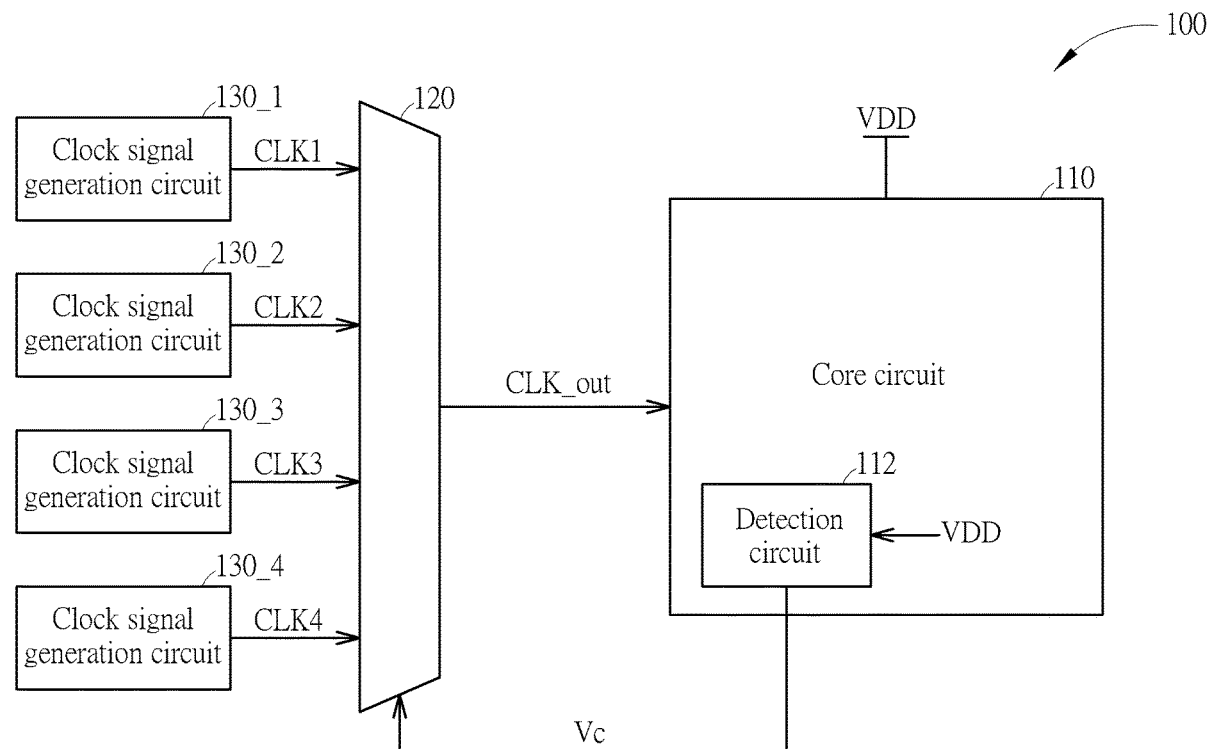 100
130_1
Clock signal
generation circuit
CLK1
120
VDD
110
130_2
Clock signal
generation circuit
CLK2
CLK_out
Core circuit
130_3
Clock signal
generation circuit
CLK3
112
Detection
circuit
VDD
130_4
Clock signal
generation circuit
CLK4
Vc